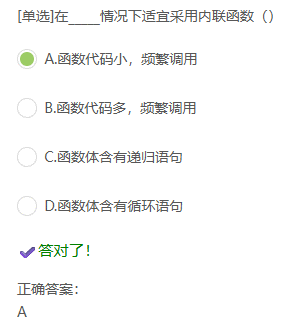 [单选]在_____情况下适宜采用内联函数（）
A.函数代码小，频繁调用
B.函数代码多，频繁调用
C.函数体含有递归语句
D.函数体含有循环语句
答对了！
正确答案：
A